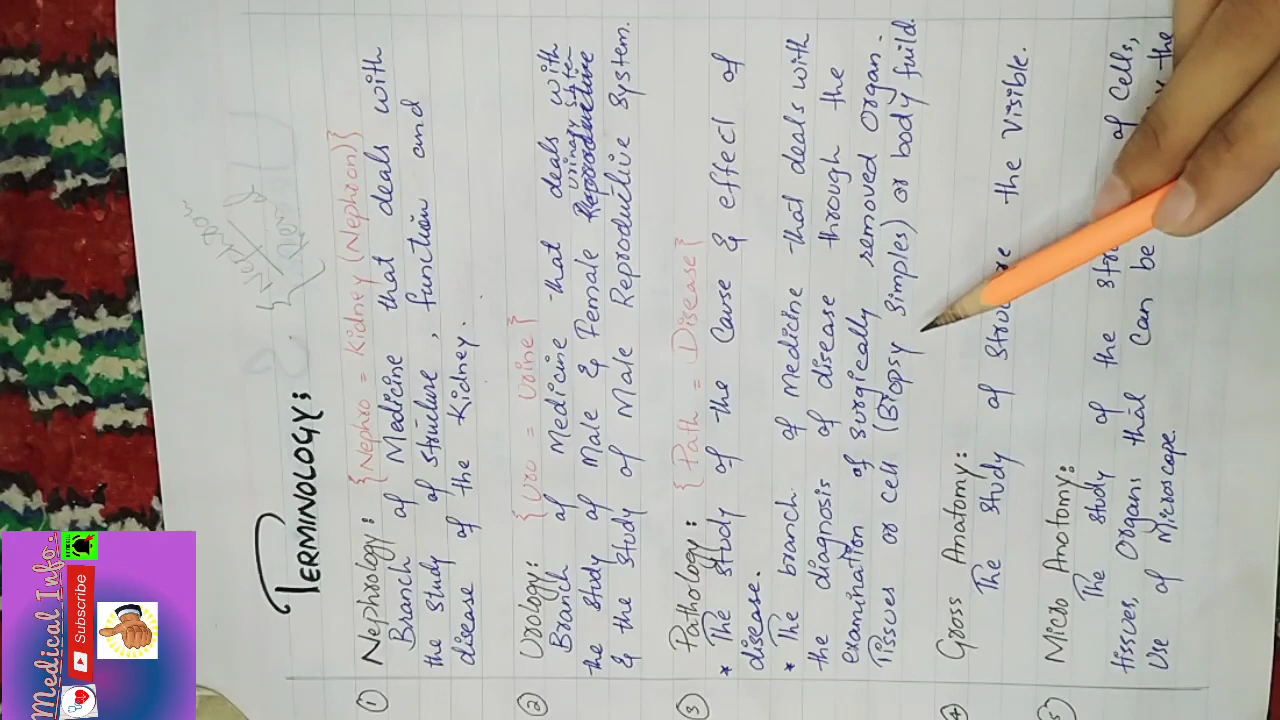 TERMINOLOGY:
① Nephrology: {Nephro = Kidney (Nephron)}
Branch of Medicine that deals with
the study of structure, function and
disease of the Kidney.
② Urology: {Uro = Urine}
Branch of Medicine that deals with
urinary
the study of Male & Female Reproductive
& the study of Male Reproductive System.
③ Pathology: {Path = Disease}
* The study of the Cause & effect of
disease.
* The branch of Medicine that deals with
the diagnosis of disease through the
examination of surgically removed organ.
Tissues or cell (Biopsy simples) or body fuild.
④ Gross Anatomy:
The study of the Visible.
⑤ Micro Anotomy:
The study of the of Cells,
tissues, Organs that Can be the
Use of Microscope.
Medical Info.
Subscribe